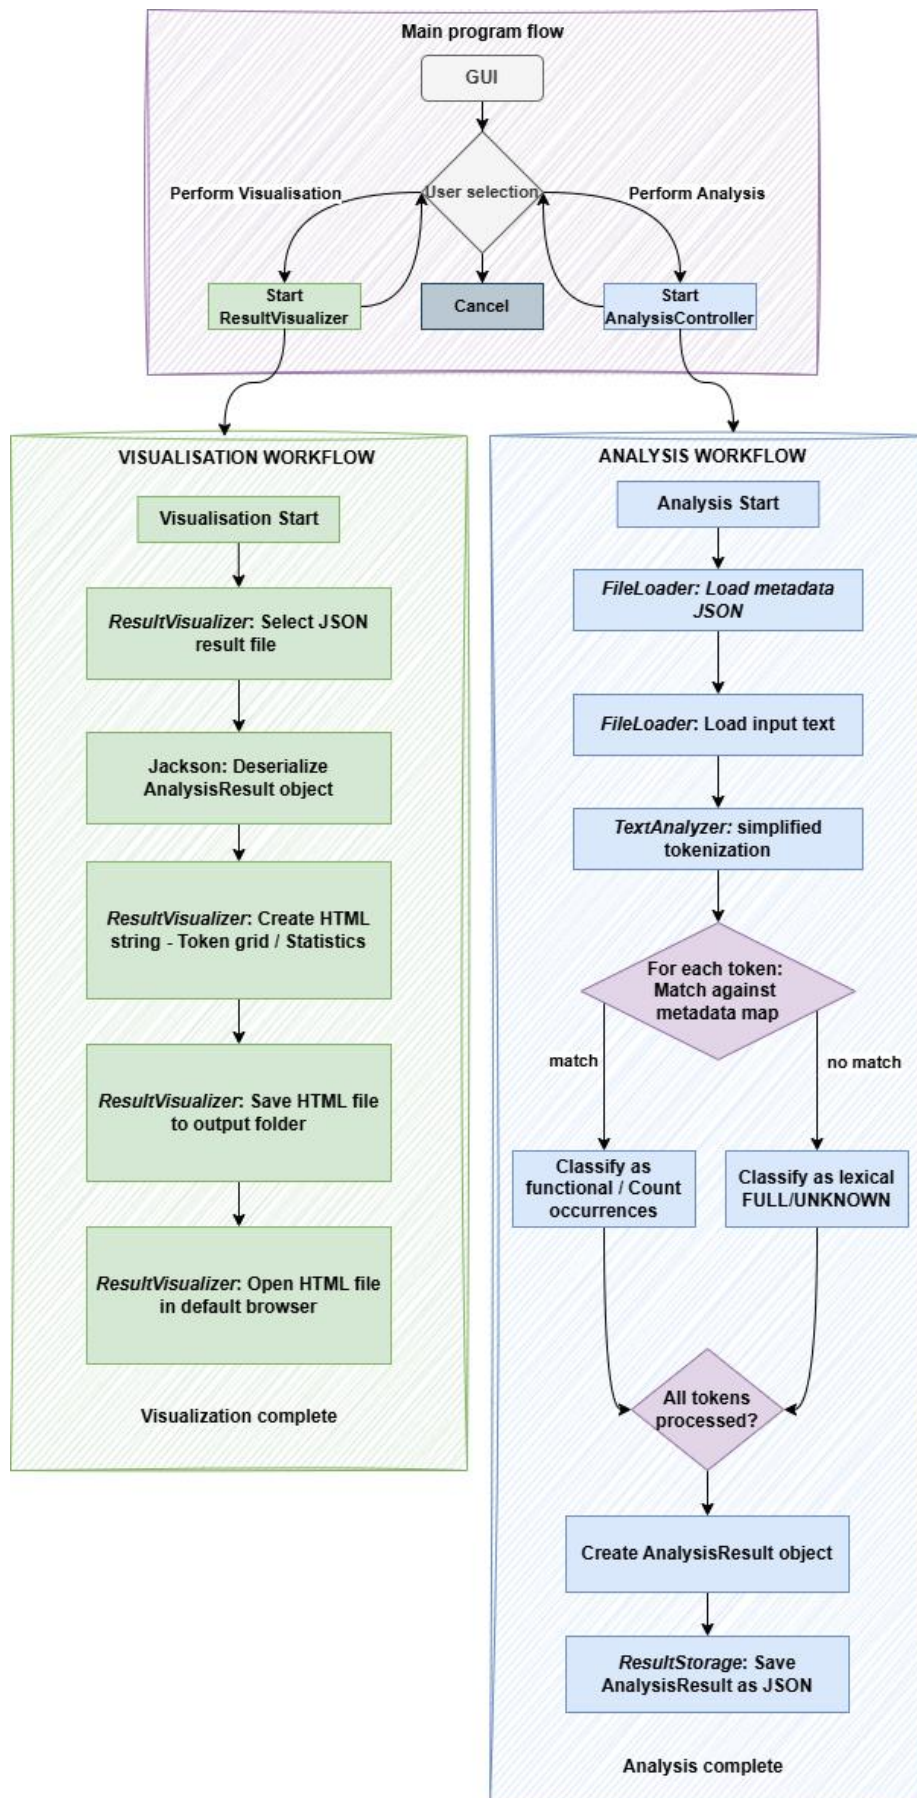 Main program flow
GUI
User selection
Perform Visualisation
Perform Analysis
Start
ResultVisualizer
Cancel
Start
AnalysisController
VISUALISATION WORKFLOW
Visualisation Start
ResultVisualizer: Select JSON
result file
Jackson: Deserialize
AnalysisResult object
ResultVisualizer: Create HTML
string - Token grid / Statistics
ResultVisualizer: Save HTML file
to output folder
ResultVisualizer: Open HTML file
in default browser
Visualization complete
ANALYSIS WORKFLOW
Analysis Start
FileLoader: Load metadata
JSON
FileLoader: Load input text
TextAnalyzer: simplified
tokenization
For each token:
Match against
metadata map
match
no match
Classify as
functional / Count
occurrences
Classify as lexical
FULL/UNKNOWN
All tokens
processed?
Create AnalysisResult object
ResultStorage: Save
AnalysisResult as JSON
Analysis complete